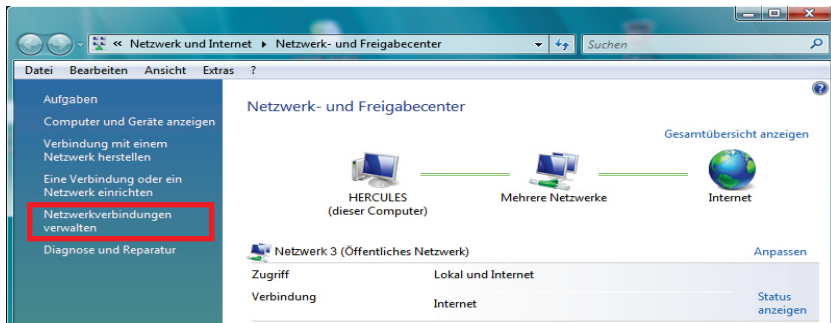 « Netzwerk und Internet ▸ Netzwerk- und Freigabecenter
Suchen
Datei Bearbeiten Ansicht Extras ?
Aufgaben
Computer und Geräte anzeigen
Verbindung mit einem
Netzwerk herstellen
Eine Verbindung oder ein
Netzwerk einrichten
Netzwerkverbindungen
verwalten
Diagnose und Reparatur
Netzwerk- und Freigabecenter
Gesamtübersicht anzeigen
HERCULES
(dieser Computer)
Mehrere Netzwerke
Internet
Netzwerk 3 (Öffentliches Netzwerk)
Anpassen
Zugriff
Lokal und Internet
Verbindung
Internet
Status
anzeigen